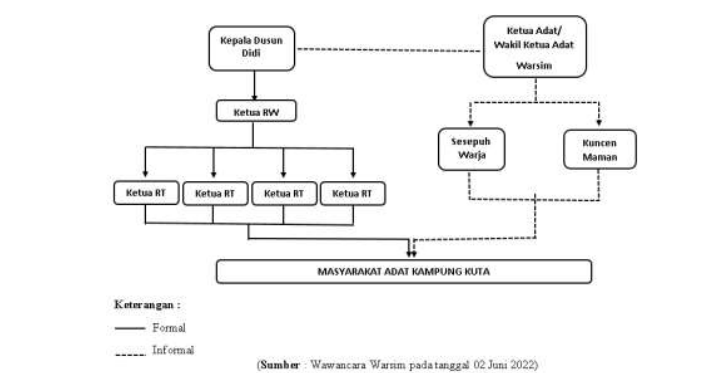 Kepala Dusun
Didi
Ketua Adat/
Wakil Ketua Adat
Warsim
Ketua RW
Sesepuh
Warja
Kuncen
Maman
Ketua RT
Ketua RT
Ketua RT
Ketua RT
MASYARAKAT ADAT KAMPUNG KUTA
Keterangan :
Formal
Informal
(Sumber : Wawancara Warsim pada tanggal 02 Juni 2022)